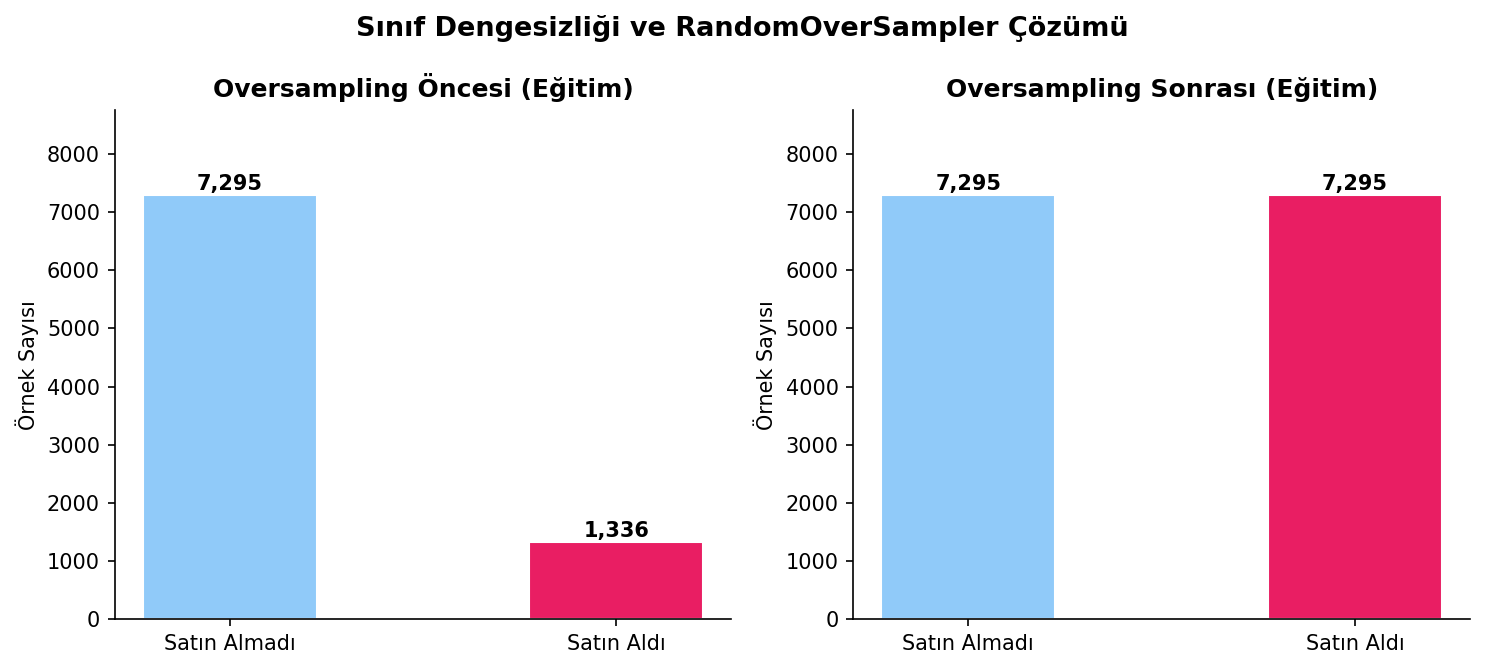 Sınıf Dengesizliği ve RandomOverSampler Çözümü
Oversampling Öncesi (Eğitim)
Örnek Sayısı
8000
7000
6000
5000
4000
3000
2000
1000
0
7,295
1,336
Satın Almadı
Satın Aldı
Oversampling Sonrası (Eğitim)
Örnek Sayısı
8000
7000
6000
5000
4000
3000
2000
1000
0
7,295
7,295
Satın Almadı
Satın Aldı